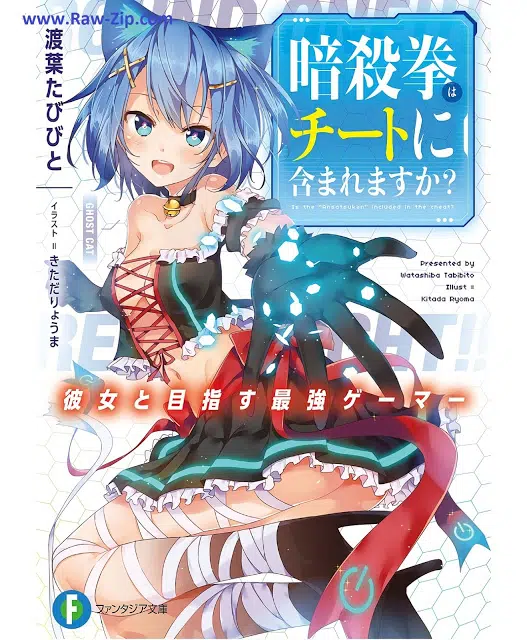 www.Raw-Zip.com
暗殺拳は
チートに
含まれますか?
Is the "Ansatsuken" included in the cheat?
渡葉たびびと
イラスト=きただりょうま
GHOST CAT
Presented by
Watashiba Tabibito
Illust =
Kitada Ryoma
彼女と目指す最強ゲーマー
ファンタジア文庫